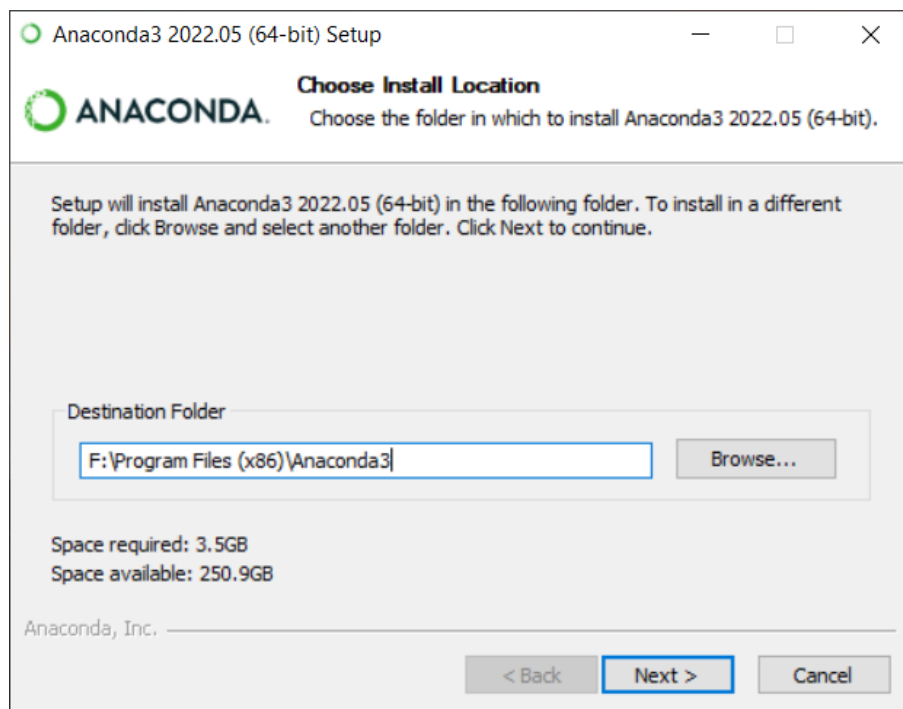 Anaconda3 2022.05 (64-bit) Setup
ANACONDA.
Choose Install Location
Choose the folder in which to install Anaconda3 2022.05 (64-bit).
Setup will install Anaconda3 2022.05 (64-bit) in the following folder. To install in a different
folder, click Browse and select another folder. Click Next to continue.
Destination Folder
F:\Program Files (x86)\Anaconda3
Browse...
Space required: 3.5GB
Space available: 250.9GB
Anaconda, Inc.
< Back
Next >
Cancel